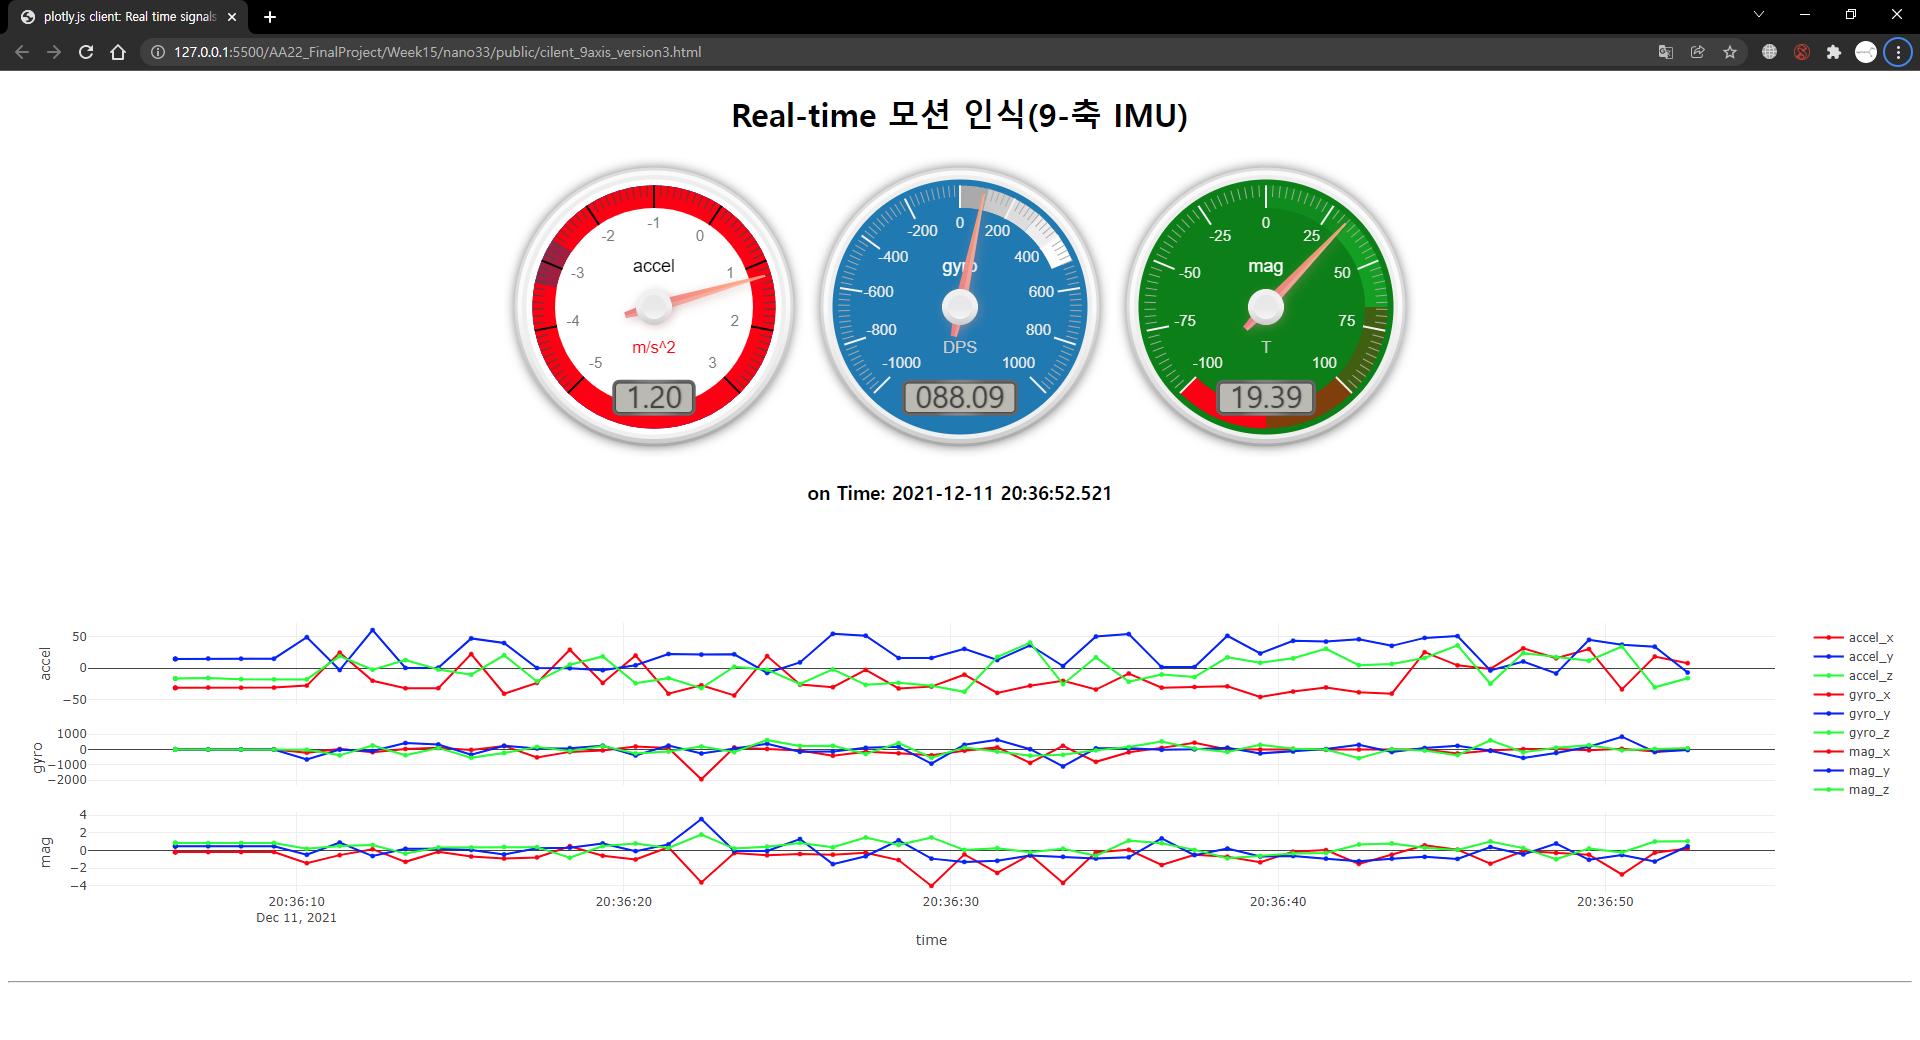 plotly.js client: Real time signals
127.0.0.1:5500/AA22_FinalProject/Week15/nano33/public/cilent_9axis_version3.html
Real-time 모션 인식(9-축 IMU)
-5 -4 -3 -2 -1 0 1 2 3
accel
m/s^2
1.20
-1000 -800 -600 -400 -200 0 200 400 600 800 1000
gyro
DPS
088.09
-100 -75 -50 -25 0 25 50 75 100
mag
T
19.39
on Time: 2021-12-11 20:36:52.521
accel
50
0
−50
gyro
1000
0
−1000
−2000
mag
4
2
0
−2
−4
20:36:10 20:36:20 20:36:30 20:36:40 20:36:50
Dec 11, 2021
time
accel_x
accel_y
accel_z
gyro_x
gyro_y
gyro_z
mag_x
mag_y
mag_z